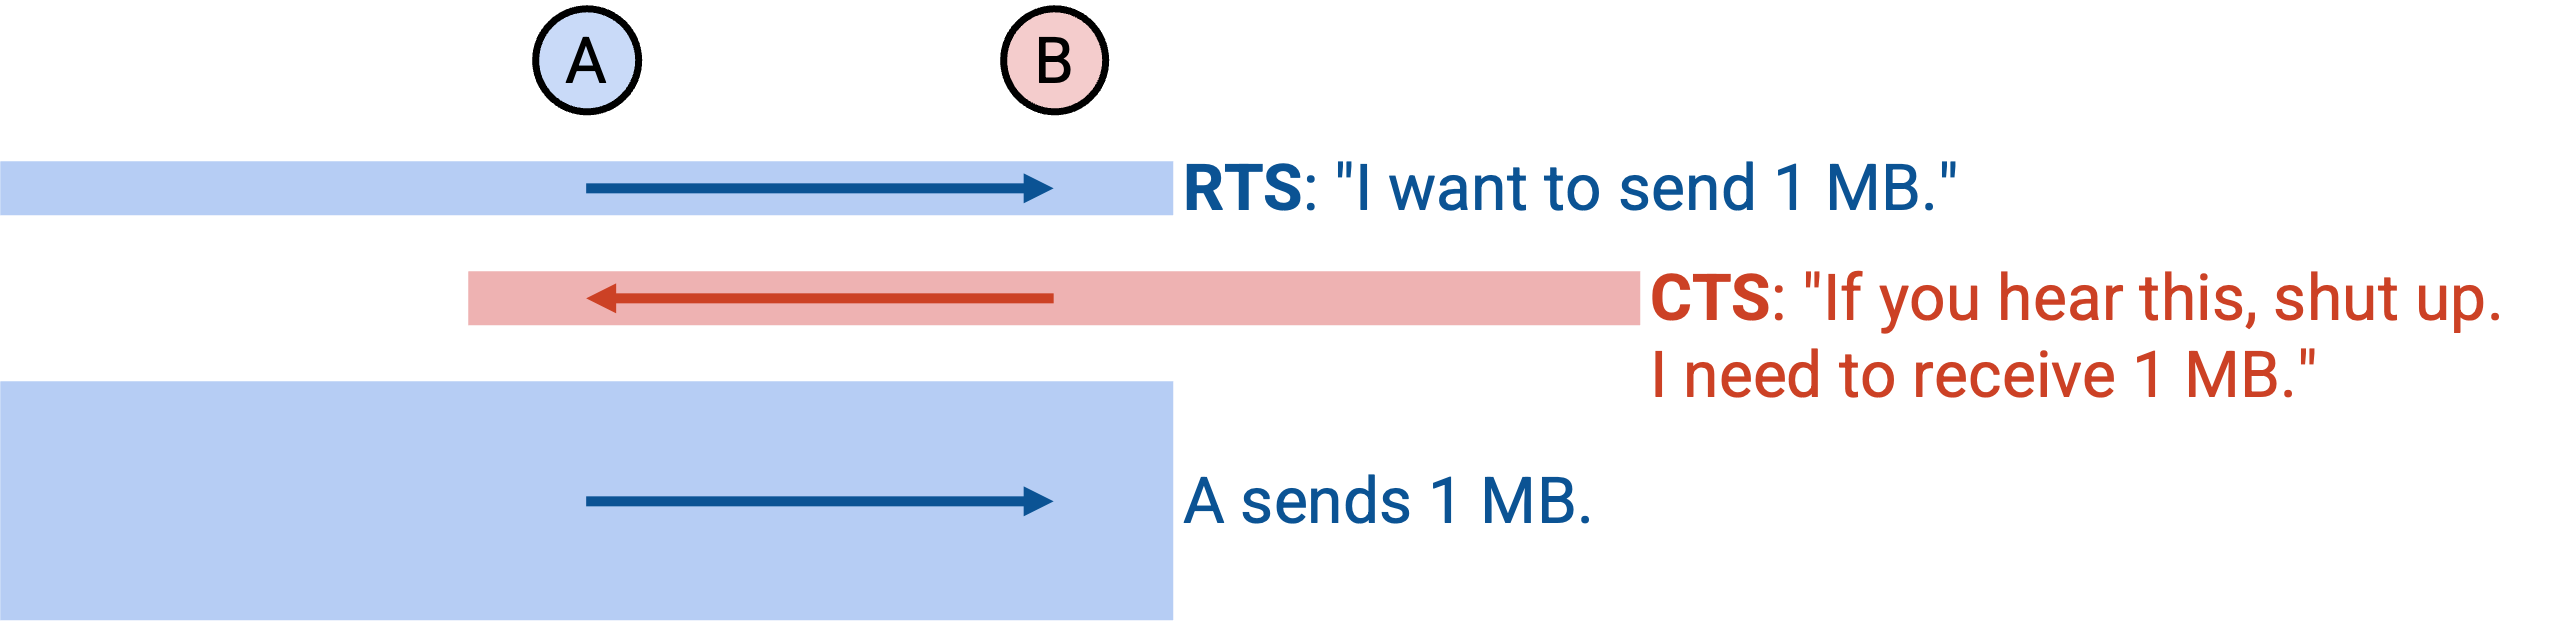 A
B
RTS: "I want to send 1 MB."
CTS: "If you hear this, shut up.
I need to receive 1 MB."
A sends 1 MB.